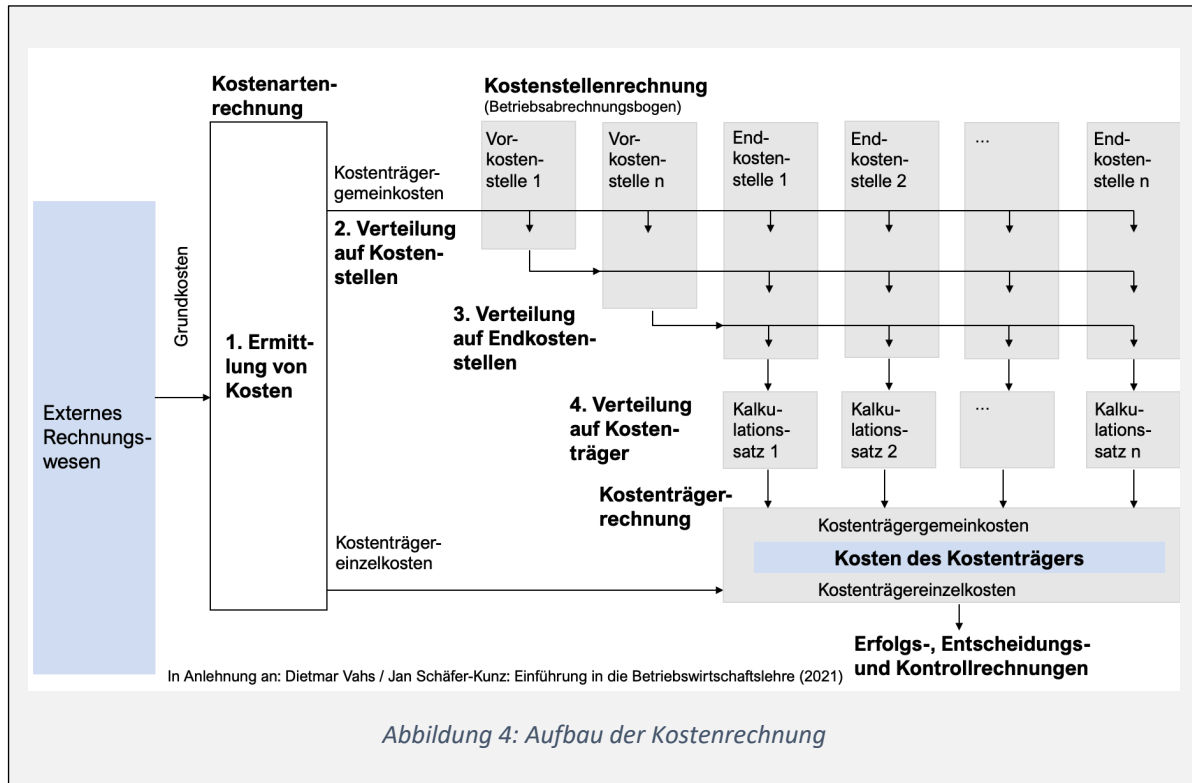 Kostenarten-
rechnung
Kostenstellenrechnung
(Betriebsabrechnungsbogen)
Vor-
kosten-
stelle 1
Vor-
kosten-
stelle n
End-
kosten-
stelle 1
End-
kosten-
stelle 2
...
End-
kosten-
stelle n
Kostenträger-
gemeinkosten
2. Verteilung
auf Kosten-
stellen
Grundkosten
3. Verteilung
auf Endkosten-
stellen
1. Ermitt-
lung von
Kosten
Externes
Rechnungs-
wesen
4. Verteilung
auf Kosten-
träger
Kalku-
lations-
satz 1
Kalku-
lations-
satz 2
...
Kalku-
lations-
satz n
Kostenträger-
rechnung
Kostenträgergemeinkosten
Kosten des Kostenträgers
Kostenträgereinzelkosten
Kostenträger-
einzelkosten
Erfolgs-, Entscheidungs-
und Kontrollrechnungen
In Anlehnung an: Dietmar Vahs / Jan Schäfer-Kunz: Einführung in die Betriebswirtschaftslehre (2021)
Abbildung 4: Aufbau der Kostenrechnung